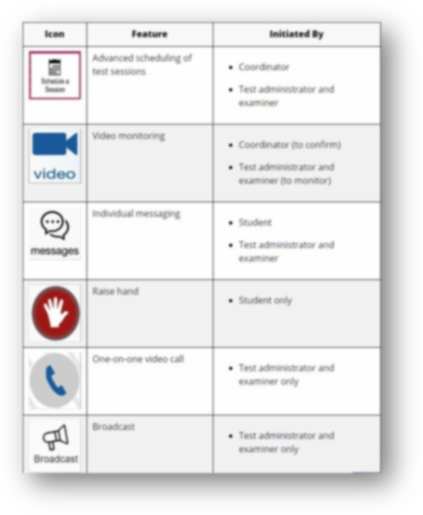 Icon Feature Initiated By
Schedule a
Session
Advanced scheduling of
test sessions
Coordinator
Test administrator and
examiner
video
Video monitoring
Coordinator (to confirm)
Test administrator and
examiner (to monitor)
messages
Individual messaging
Student
Test administrator and
examiner
Raise hand
Student only
One-on-one video call
Test administrator and
examiner only
Broadcast
Broadcast
Test administrator and
examiner only